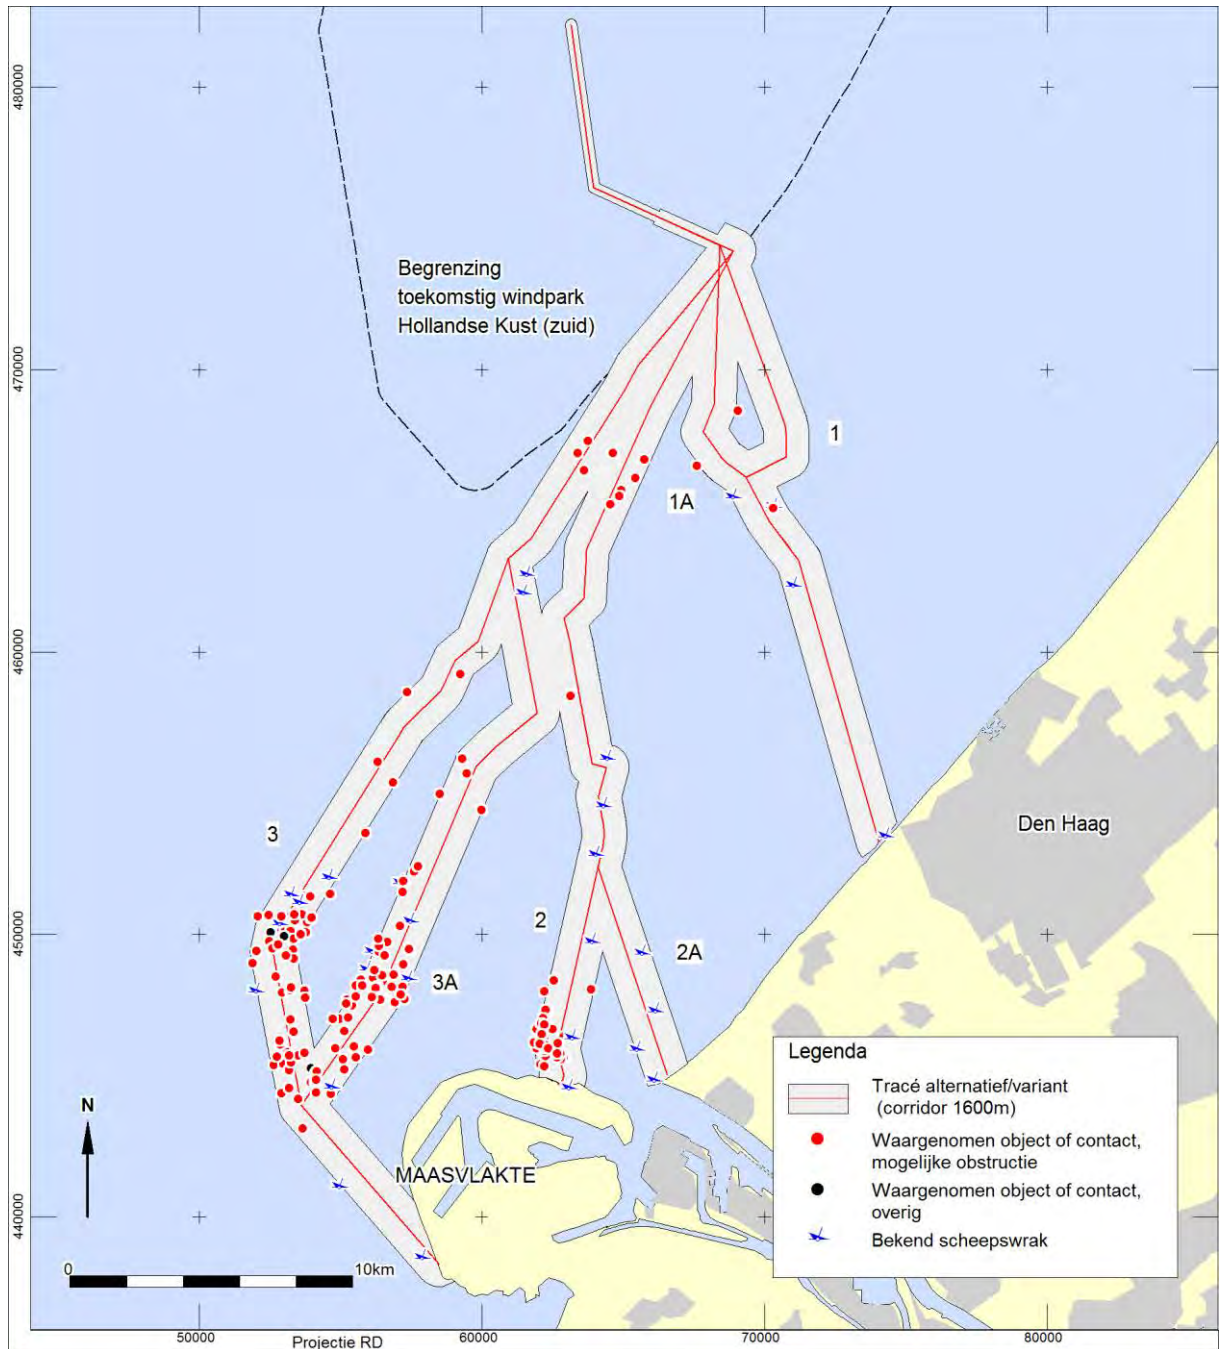 480000
470000
460000
450000
440000
Begrenzing
toekomstig windpark
Hollandse Kust (zuid)
1
1A
3
2
2A
3A
Den Haag
MAASVLAKTE
N
0
10km
Legenda
Tracé alternatief/variant
(corridor 1600m)
Waargenomen object of contact,
mogelijke obstructie
Waargenomen object of contact,
overig
Bekend scheepswrak
50000
60000
70000
80000
Projectie RD